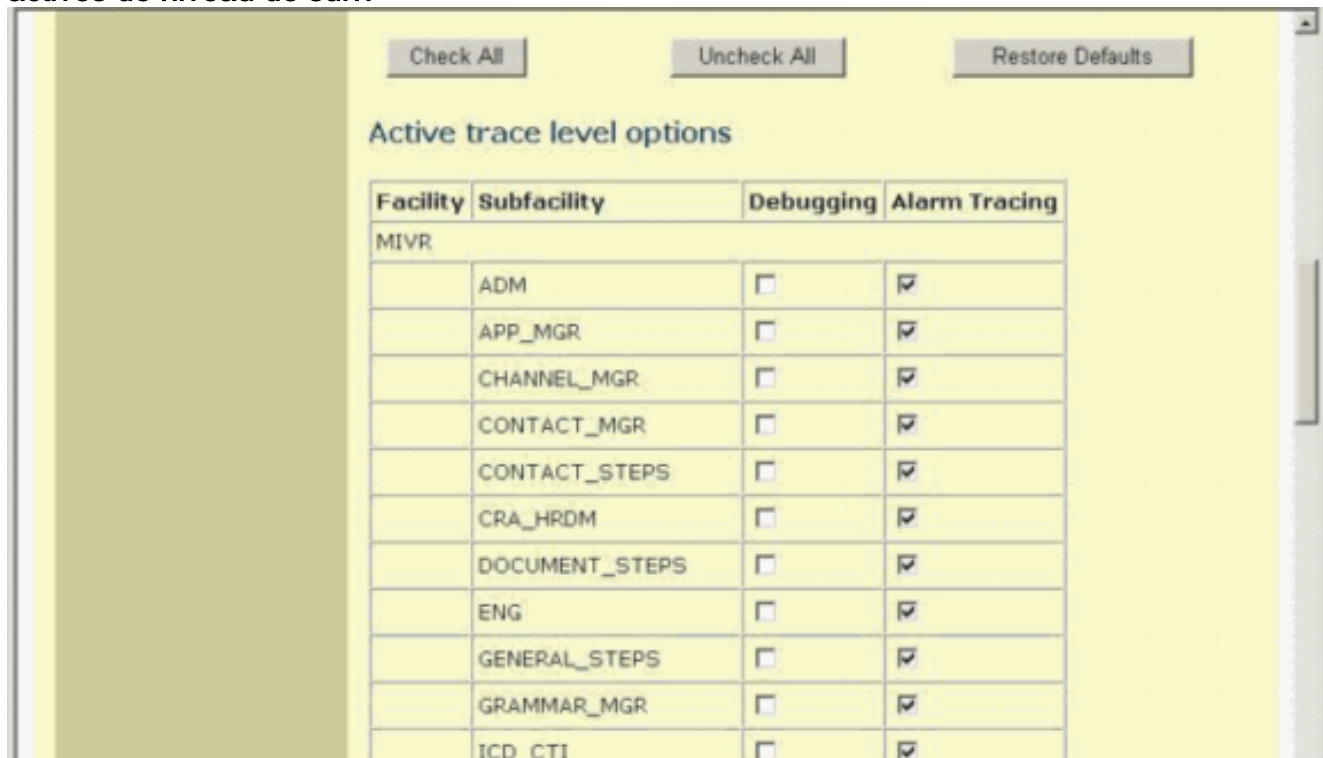 Check All Uncheck All Restore Defaults
Active trace level options
Facility Subfacility Debugging Alarm Tracing
MIVR
ADM
APP_MGR
CHANNEL_MGR
CONTACT_MGR
CONTACT_STEPS
CRA_HRDM
DOCUMENT_STEPS
ENG
GENERAL_STEPS
GRAMMAR_MGR
ICD_CTI